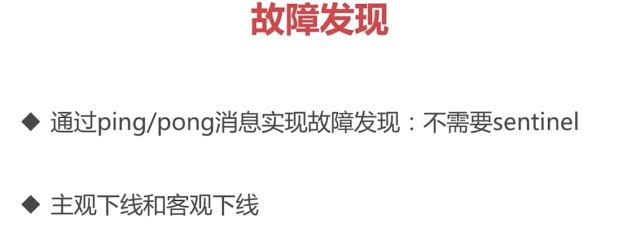 故障发现
◆ 通过ping/pong消息实现故障发现：不需要sentinel
◆ 主观下线和客观下线